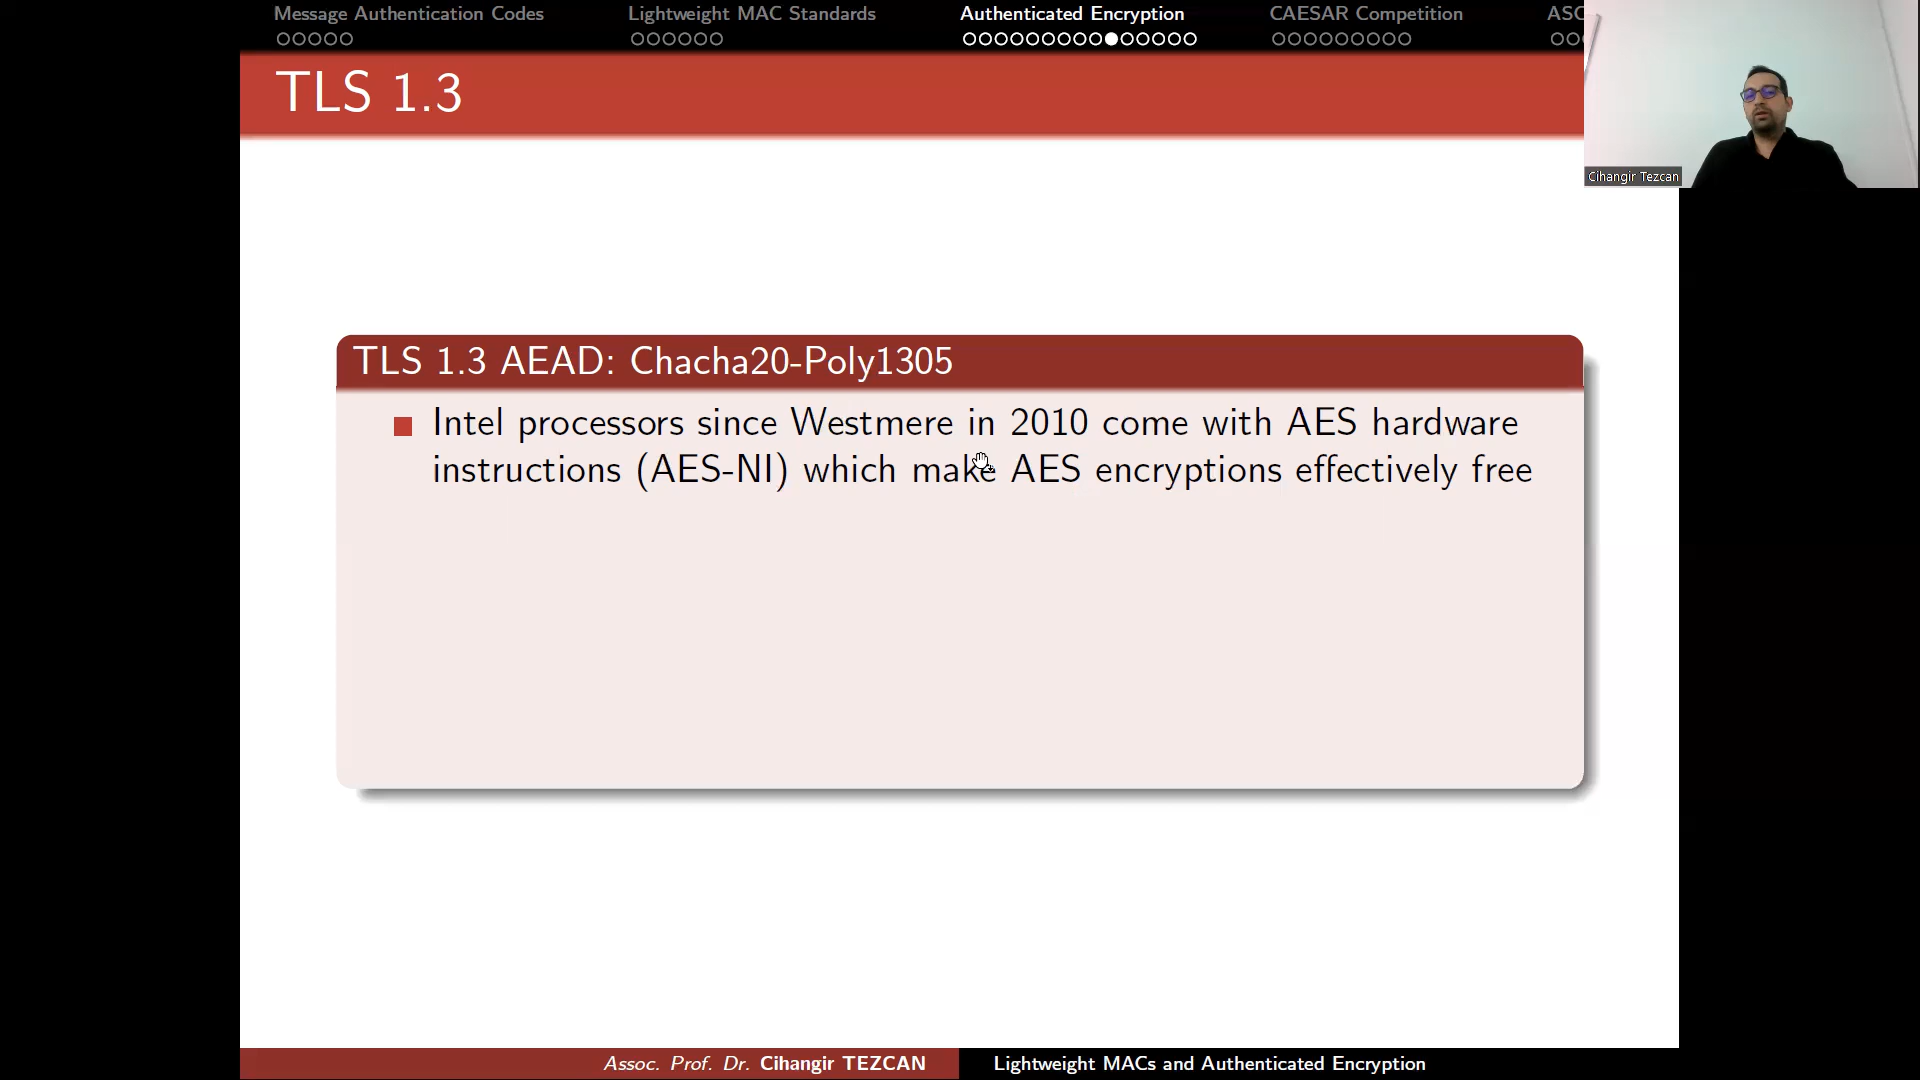 Message Authentication Codes
Lightweight MAC Standards
Authenticated Encryption
CAESAR Competition
ASC
TLS 1.3
Cihangir Tezcan
TLS 1.3 AEAD: Chacha20-Poly1305
Intel processors since Westmere in 2010 come with AES hardware
instructions (AES-NI) which make AES encryptions effectively free
Assoc. Prof. Dr. Cihangir TEZCAN
Lightweight MACs and Authenticated Encryption